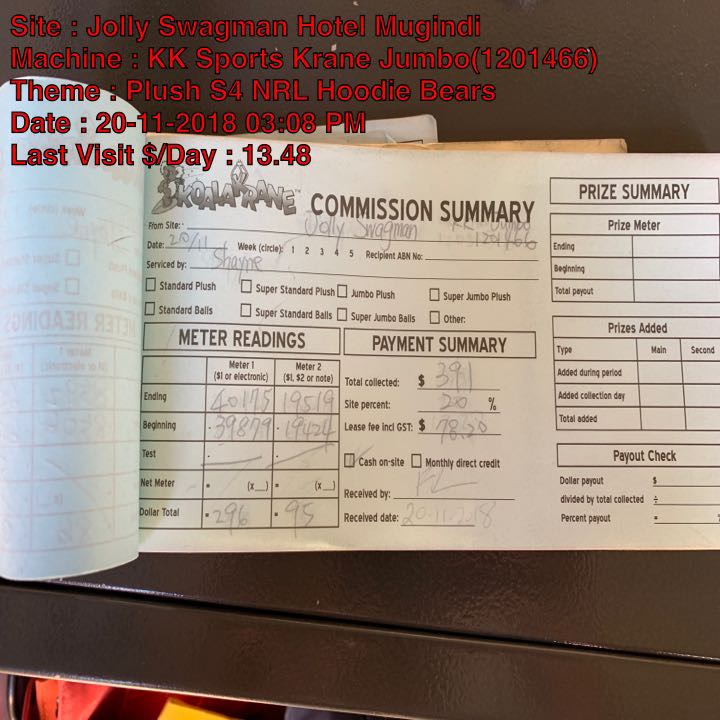 Site : Jolly Swagman Hotel Mugindi
Machine : KK Sports Krane Jumbo(1201466)
Theme : Plush S4 NRL Hoodie Bears
Date : 20-11-2018 03:08 PM
Last Visit $/Day : 13.48
KOALA KRANE™ COMMISSION SUMMARY
From Site: Jolly Swagman KK Jumbo
Date: 20/11 Week (circle): 1 2 3 4 5 Recipient ABN No:
Serviced by: Shayne
Standard Plush Super Standard Plush Jumbo Plush Super Jumbo Plush
Standard Balls Super Standard Balls Super Jumbo Balls Other:
METER READINGS
Meter 1 Meter 2
($1 or electronic) ($1, $2 or note)
Ending 40175 19519
Beginning - 39879 - 19424
Test - -
Net Meter = (x__) = (x__)
Dollar Total = 296 = 95
PAYMENT SUMMARY
Total collected: $ 391
Site percent: 20 %
Lease fee incl GST: $ 78.20
Cash on-site Monthly direct credit
Received by:
Received date: 20-11-2018
PRIZE SUMMARY
Prize Meter
Ending
Beginning
Total payout
Prizes Added
Type Main Second
Added during period
Added collection day
Total added
Payout Check
Dollar payout $
divided by total collected ÷
Percent payout =